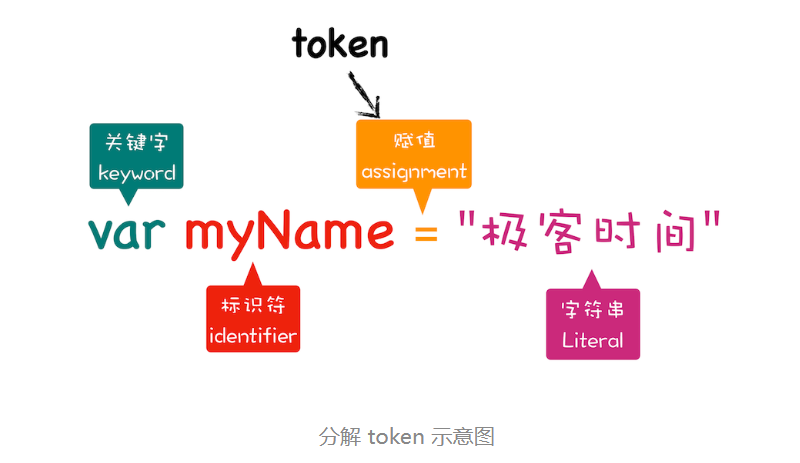 token
关键字
keyword
赋值
assignment
var myName = "极客时间"
标识符
identifier
字符串
Literal
分解 token 示意图